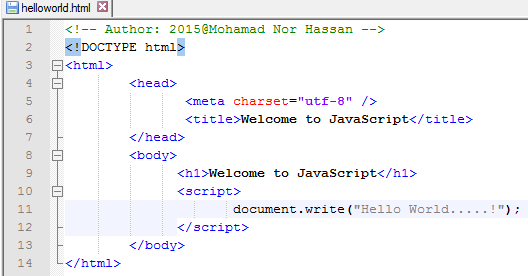 helloworld.html
1 <!-- Author: 2015@Mohamad Nor Hassan -->
2 <!DOCTYPE html>
3 <html>
4 <head>
5 <meta charset="utf-8" />
6 <title>Welcome to JavaScript</title>
7 </head>
8 <body>
9 <h1>Welcome to JavaScript</h1>
10 <script>
11 document.write("Hello World.....!");
12 </script>
13 </body>
14 </html>